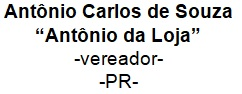 Antônio Carlos de Souza
“Antônio da Loja”
-vereador-
-PR-